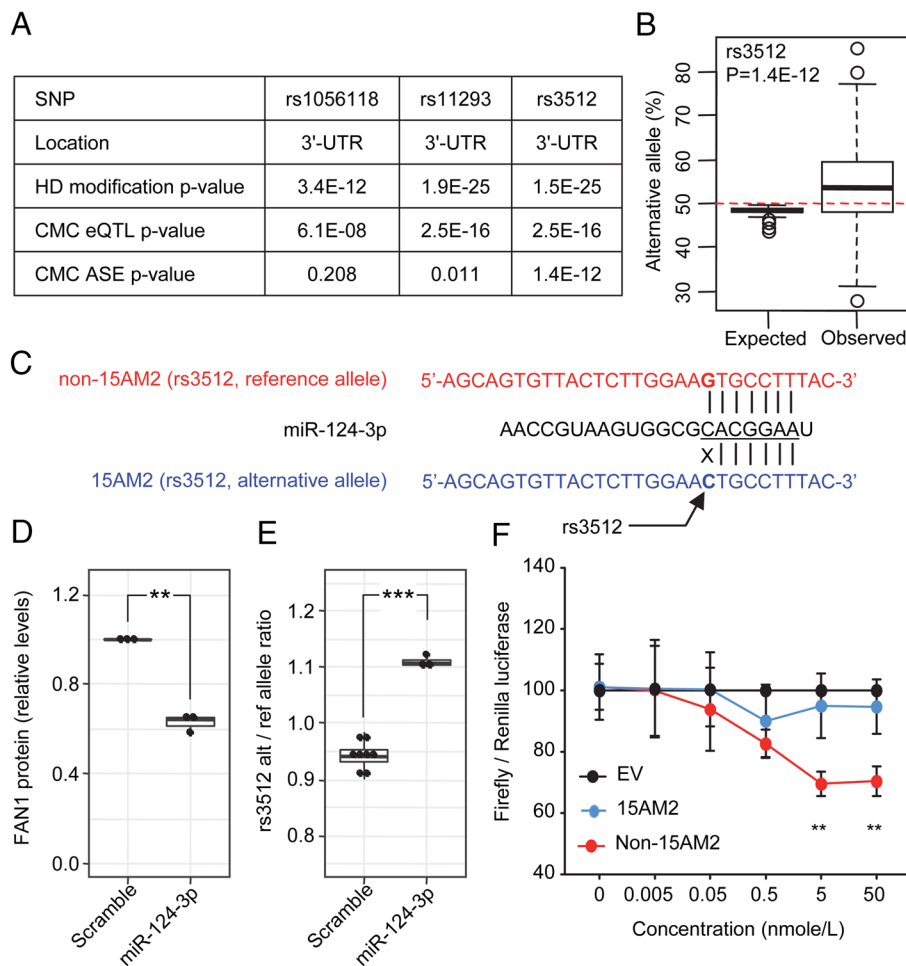 A
SNP rs1056118 rs11293 rs3512
Location 3'-UTR 3'-UTR 3'-UTR
HD modification p-value 3.4E-12 1.9E-25 1.5E-25
CMC eQTL p-value 6.1E-08 2.5E-16 2.5E-16
CMC ASE p-value 0.208 0.011 1.4E-12
B
rs3512
P=1.4E-12
Alternative allele (%)
80
70
60
50
40
30
Expected Observed
C
non-15AM2 (rs3512, reference allele) 5'-AGCAGTGTTACTCTTGGAAGTGCCTTTAC-3'
miR-124-3p AACCGUAAGUGGCGCACGGAAU
X
15AM2 (rs3512, alternative allele) 5'-AGCAGTGTTACTCTTGGAACTGCCTTTAC-3'
rs3512
D
FAN1 protein (relative levels)
1.2
0.8
0.4
0.0
**
Scramble
miR-124-3p
E
rs3512 alt / ref allele ratio
1.2
1.1
1.0
0.9
0.8
***
Scramble
miR-124-3p
F
Firefly / Renilla luciferase
140
120
100
80
60
40
EV
15AM2
Non-15AM2
** **
0 0.005 0.05 0.5 5 50
Concentration (nmole/L)